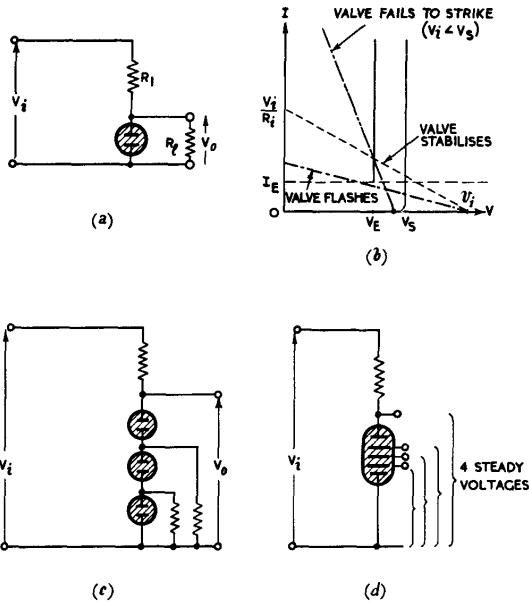 Vi
R1
Rℓ
Vo
(a)
I
VALVE FAILS TO STRIKE
(Vi ∠ VS)
Vi
Ri
VALVE
STABILISES
IE
VALVE FLASHES
O
VE
VS
vi
V
(b)
Vi
Vo
(c)
Vi
4 STEADY
VOLTAGES
(d)